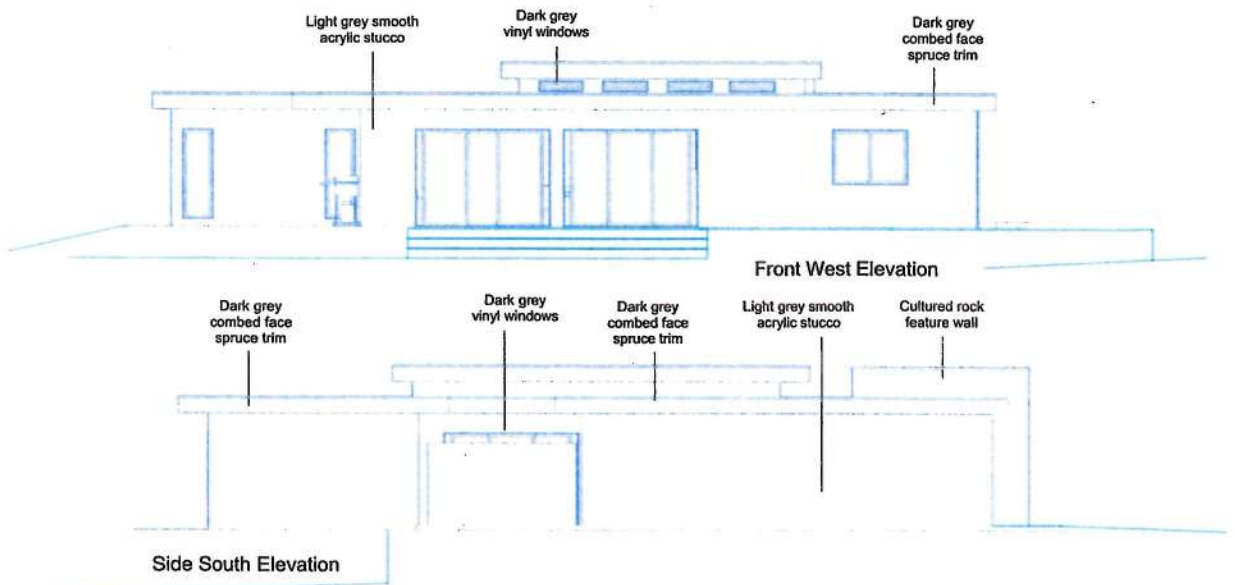 Light grey smooth
acrylic stucco
Dark grey
vinyl windows
Dark grey
combed face
spruce trim
Front West Elevation
Dark grey
combed face
spruce trim
Dark grey
vinyl windows
Dark grey
combed face
spruce trim
Light grey smooth
acrylic stucco
Cultured rock
feature wall
Side South Elevation